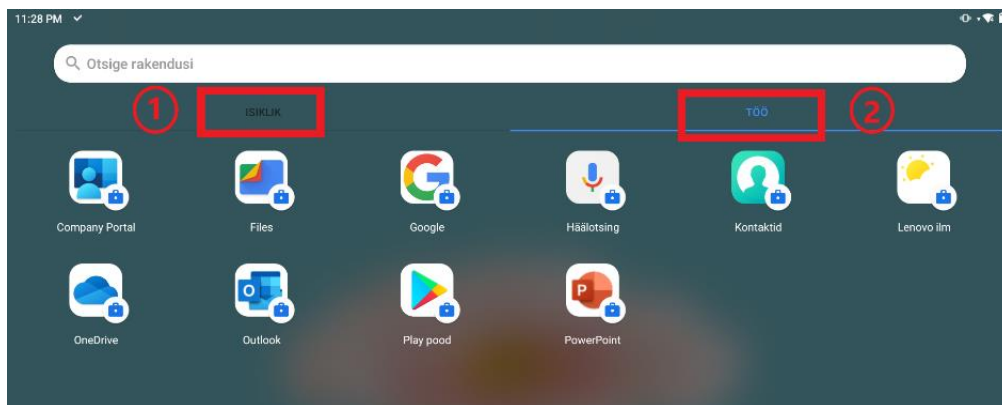 11:28 PM
Otsige rakendusi
1 ISIKLIK TÖÖ 2
Company Portal Files Google Häälotsing Kontaktid Lenovo ilm
OneDrive Outlook Play pood PowerPoint